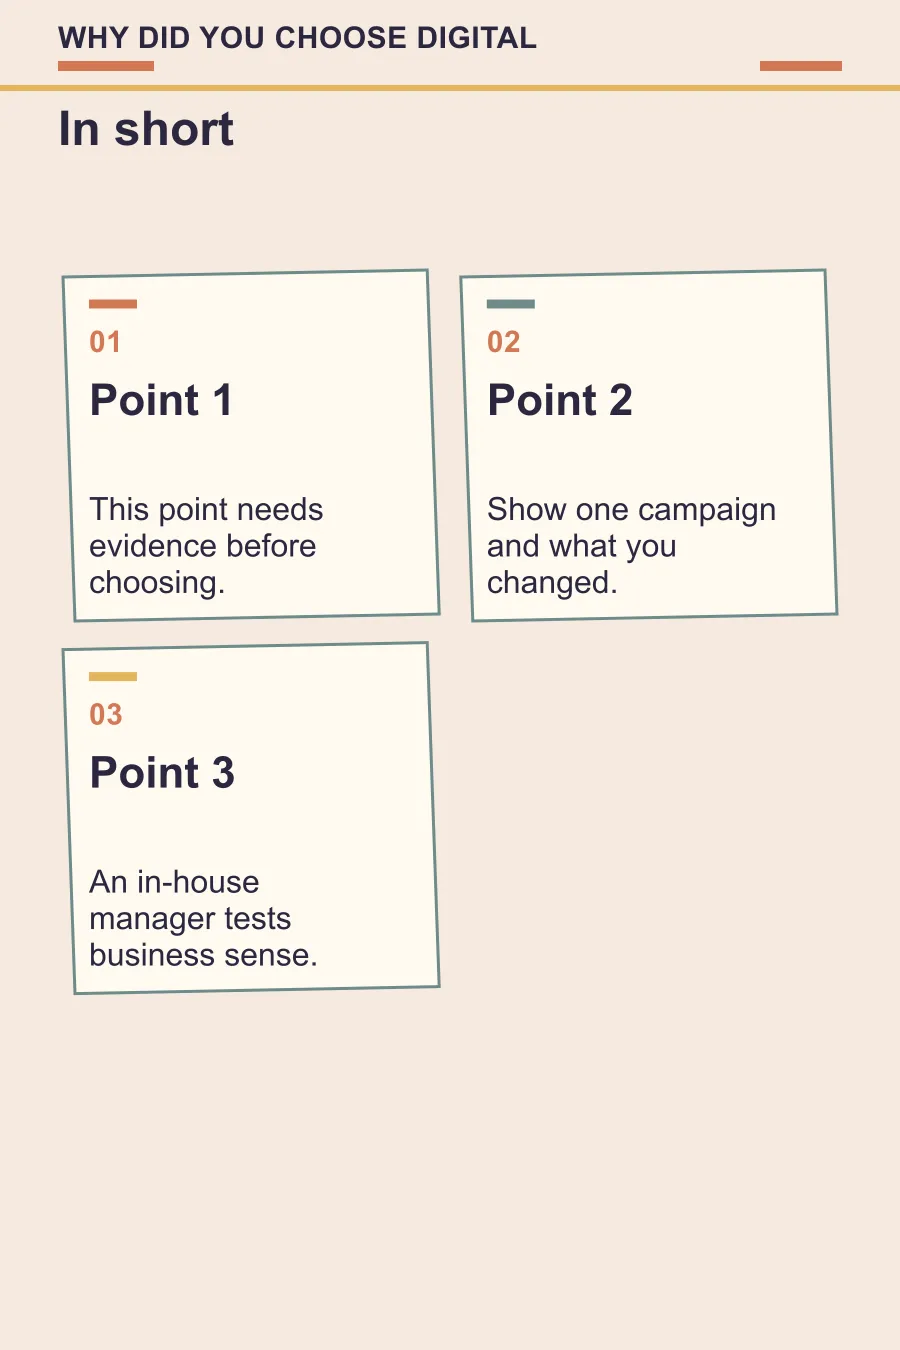 WHY DID YOU CHOOSE DIGITAL
In short
01
Point 1
This point needs
evidence before
choosing.
02
Point 2
Show one campaign
and what you
changed.
03
Point 3
An in-house
manager tests
business sense.